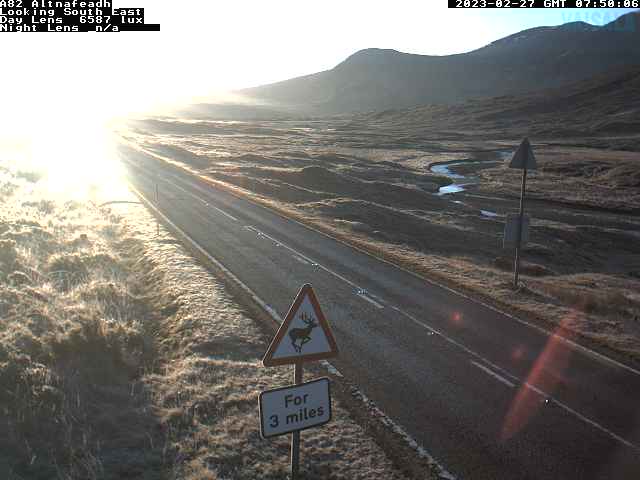 A82 Altnafeadh
2023-02-27 GMT 07:50:06
Looking South East
VAISALA
Day Lens 6587 lux
Night Lens n/a
For
3 miles